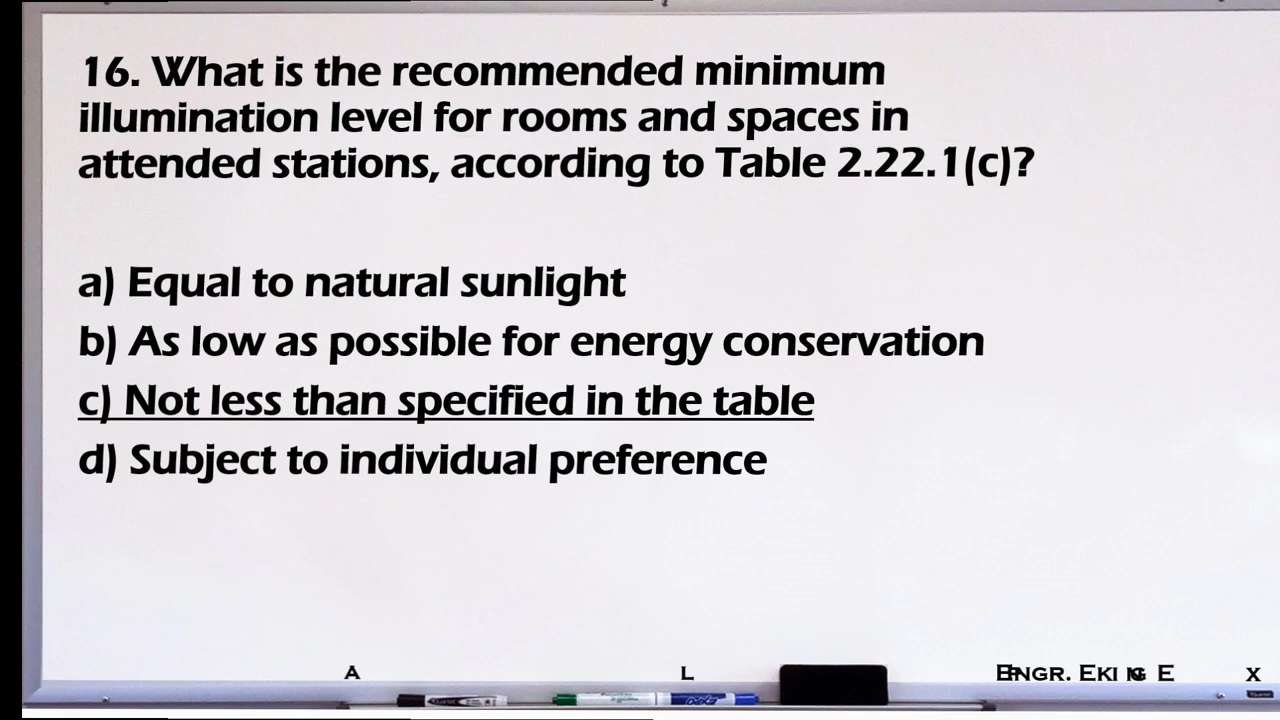 16. What is the recommended minimum
illumination level for rooms and spaces in
attended stations, according to Table 2.22.1(c)?
a) Equal to natural sunlight
b) As low as possible for energy conservation
c) Not less than specified in the table
d) Subject to individual preference
A L ENGR. EKI E X